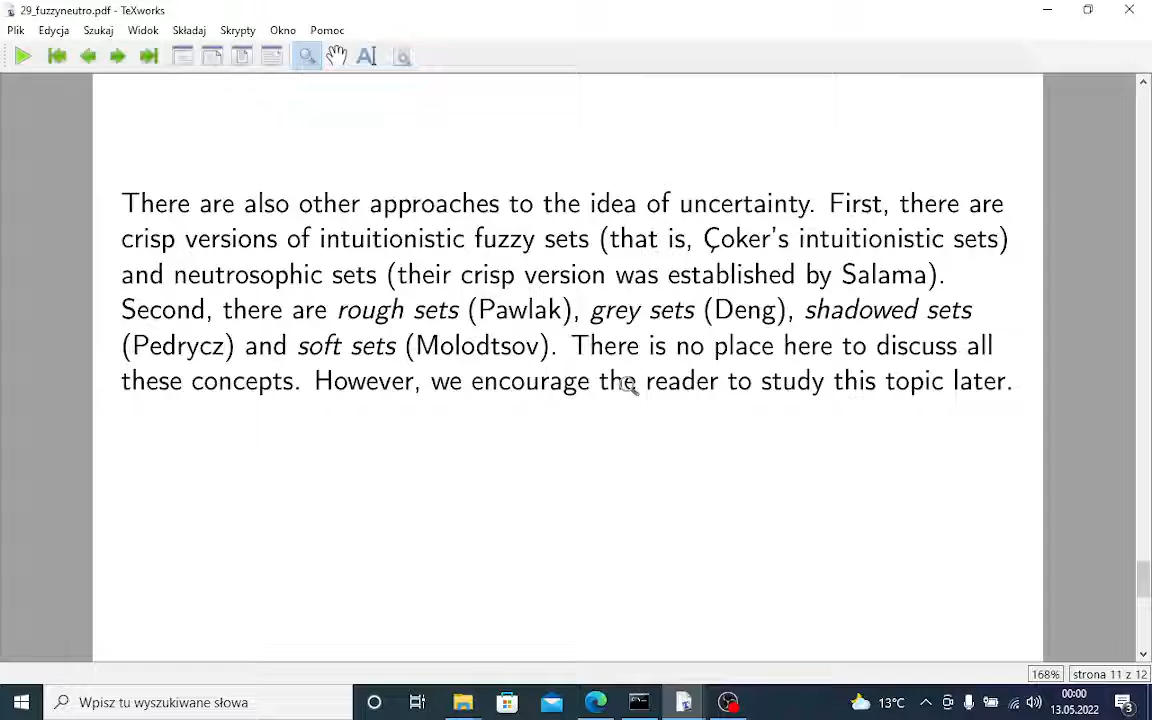 29_fuzzyneutro.pdf - TeXworks
Plik Edycja Szukaj Widok Składaj Skrypty Okno Pomoc
There are also other approaches to the idea of uncertainty. First, there are
crisp versions of intuitionistic fuzzy sets (that is, Çoker's intuitionistic sets)
and neutrosophic sets (their crisp version was established by Salama).
Second, there are rough sets (Pawlak), grey sets (Deng), shadowed sets
(Pedrycz) and soft sets (Molodtsov). There is no place here to discuss all
these concepts. However, we encourage the reader to study this topic later.
168% strona 11 z 12
Wpisz tu wyszukiwane słowa
13°C
00:00
13.05.2022
3